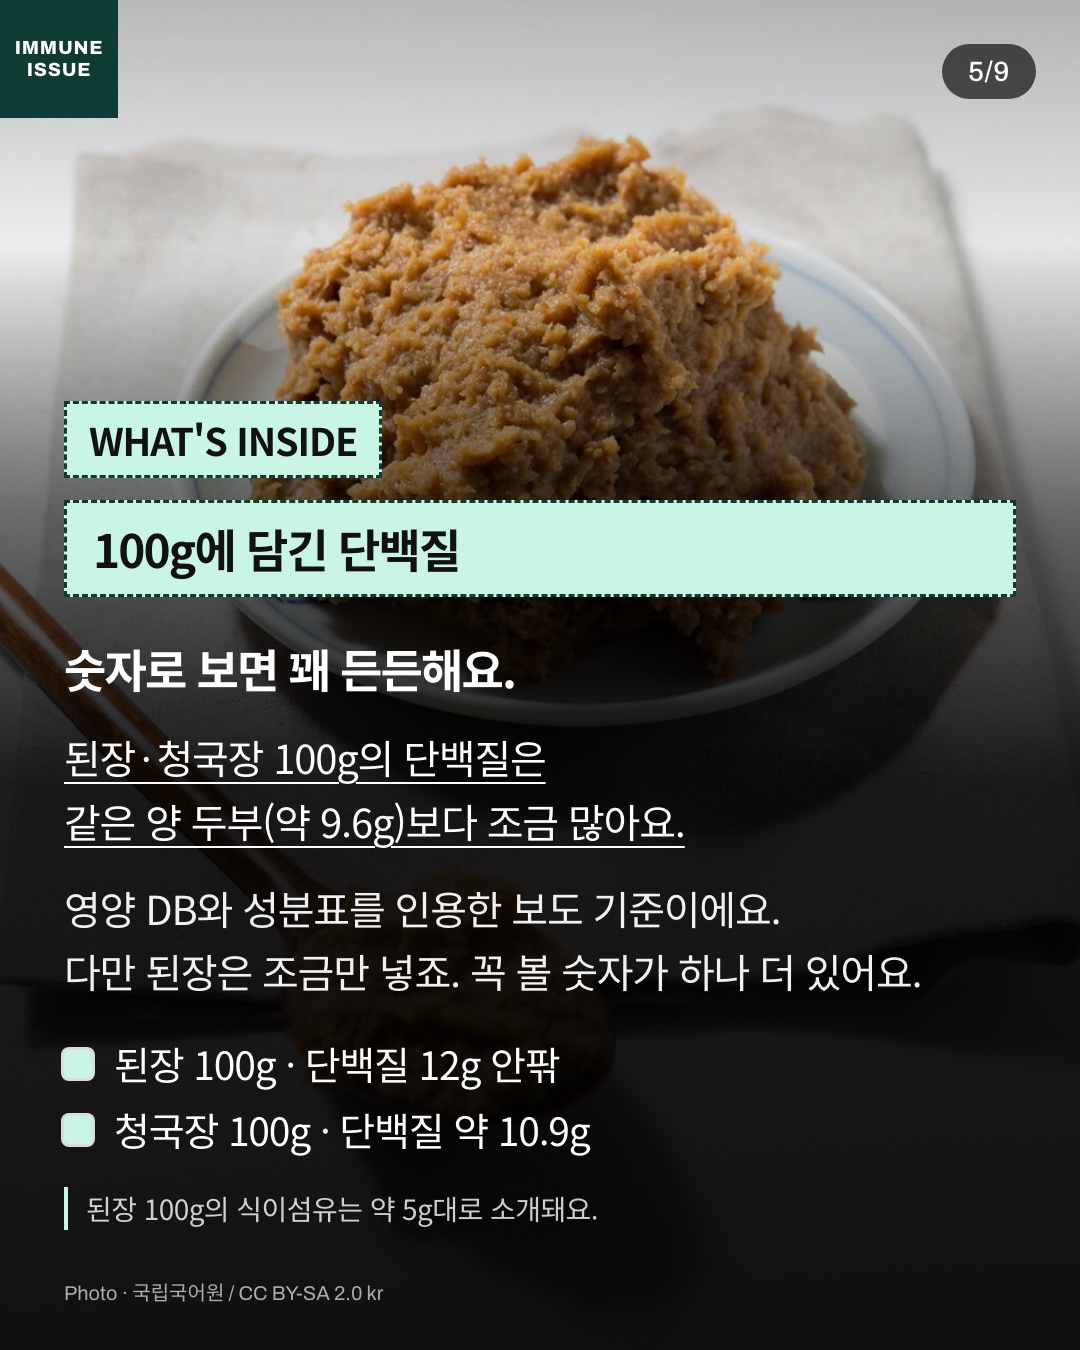 IMMUNE
ISSUE
5/9
WHAT'S INSIDE
100g에 담긴 단백질
숫자로 보면 꽤 든든해요.
된장·청국장 100g의 단백질은
같은 양 두부(약 9.6g)보다 조금 많아요.
영양 DB와 성분표를 인용한 보도 기준이에요.
다만 된장은 조금만 넣죠. 꼭 볼 숫자가 하나 더 있어요.
된장 100g · 단백질 12g 안팎
청국장 100g · 단백질 약 10.9g
된장 100g의 식이섬유는 약 5g대로 소개돼요.
Photo · 국립국어원 / CC BY-SA 2.0 kr